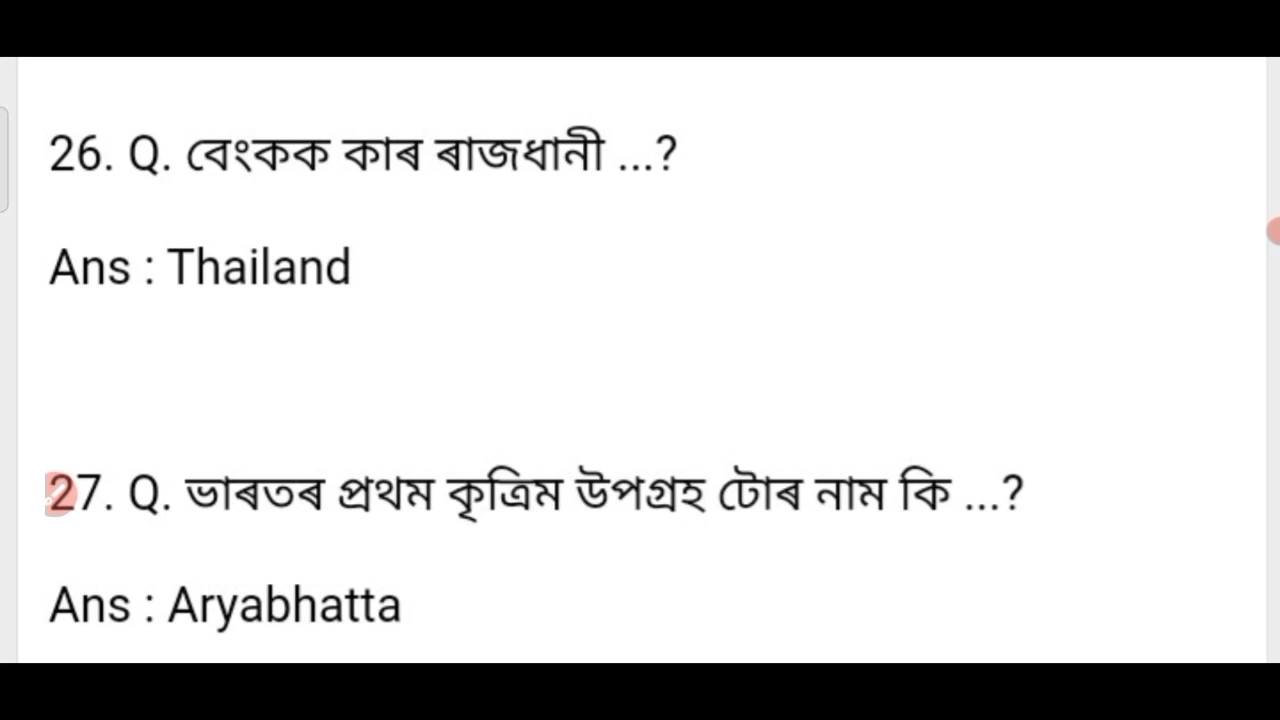 26. Q. বেংকক কাৰ ৰাজধানী ...?
Ans : Thailand
27. Q. ভাৰতৰ প্ৰথম কৃত্ৰিম উপগ্ৰহ টোৰ নাম কি ...?
Ans : Aryabhatta